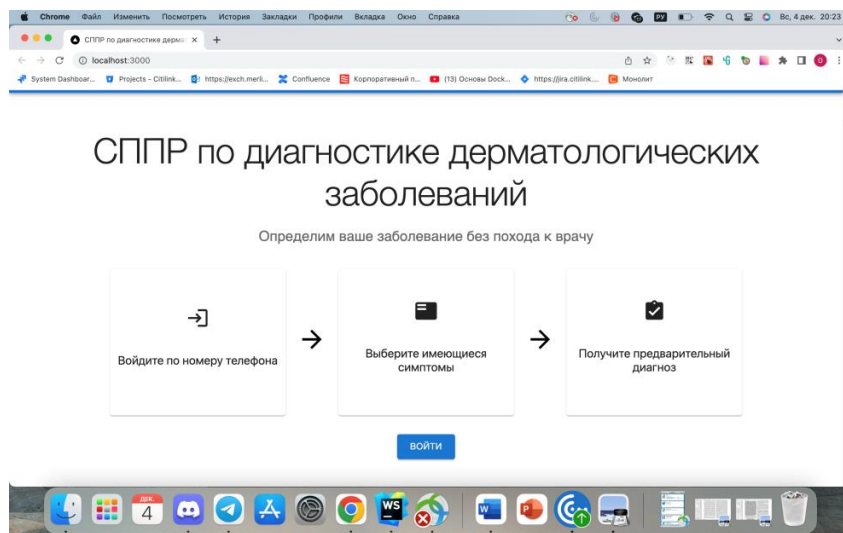 Chrome Файл Изменить Посмотреть История Закладки Профили Вкладка Окно Справка РУ Вс, 4 дек. 20:23
СППР по диагностике дерма
localhost:3000
System Dashboar... Projects - Citilink... https://exch.merli... Confluence Корпоративный п... (13) Основы Dock... https://jira.citilink.... Монолит
СППР по диагностике дерматологических
заболеваний
Определим ваше заболевание без похода к врачу
Войдите по номеру телефона
Выберите имеющиеся
симптомы
Получите предварительный
диагноз
ВОЙТИ
ДЕК.
4
WS
W
P